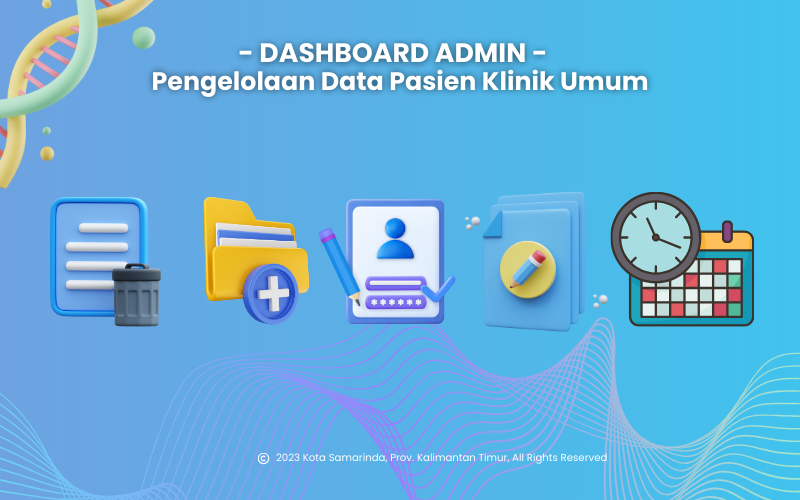 - DASHBOARD ADMIN -
Pengelolaan Data Pasien Klinik Umum
© 2023 Kota Samarinda, Prov. Kalimantan Timur, All Rights Reserved